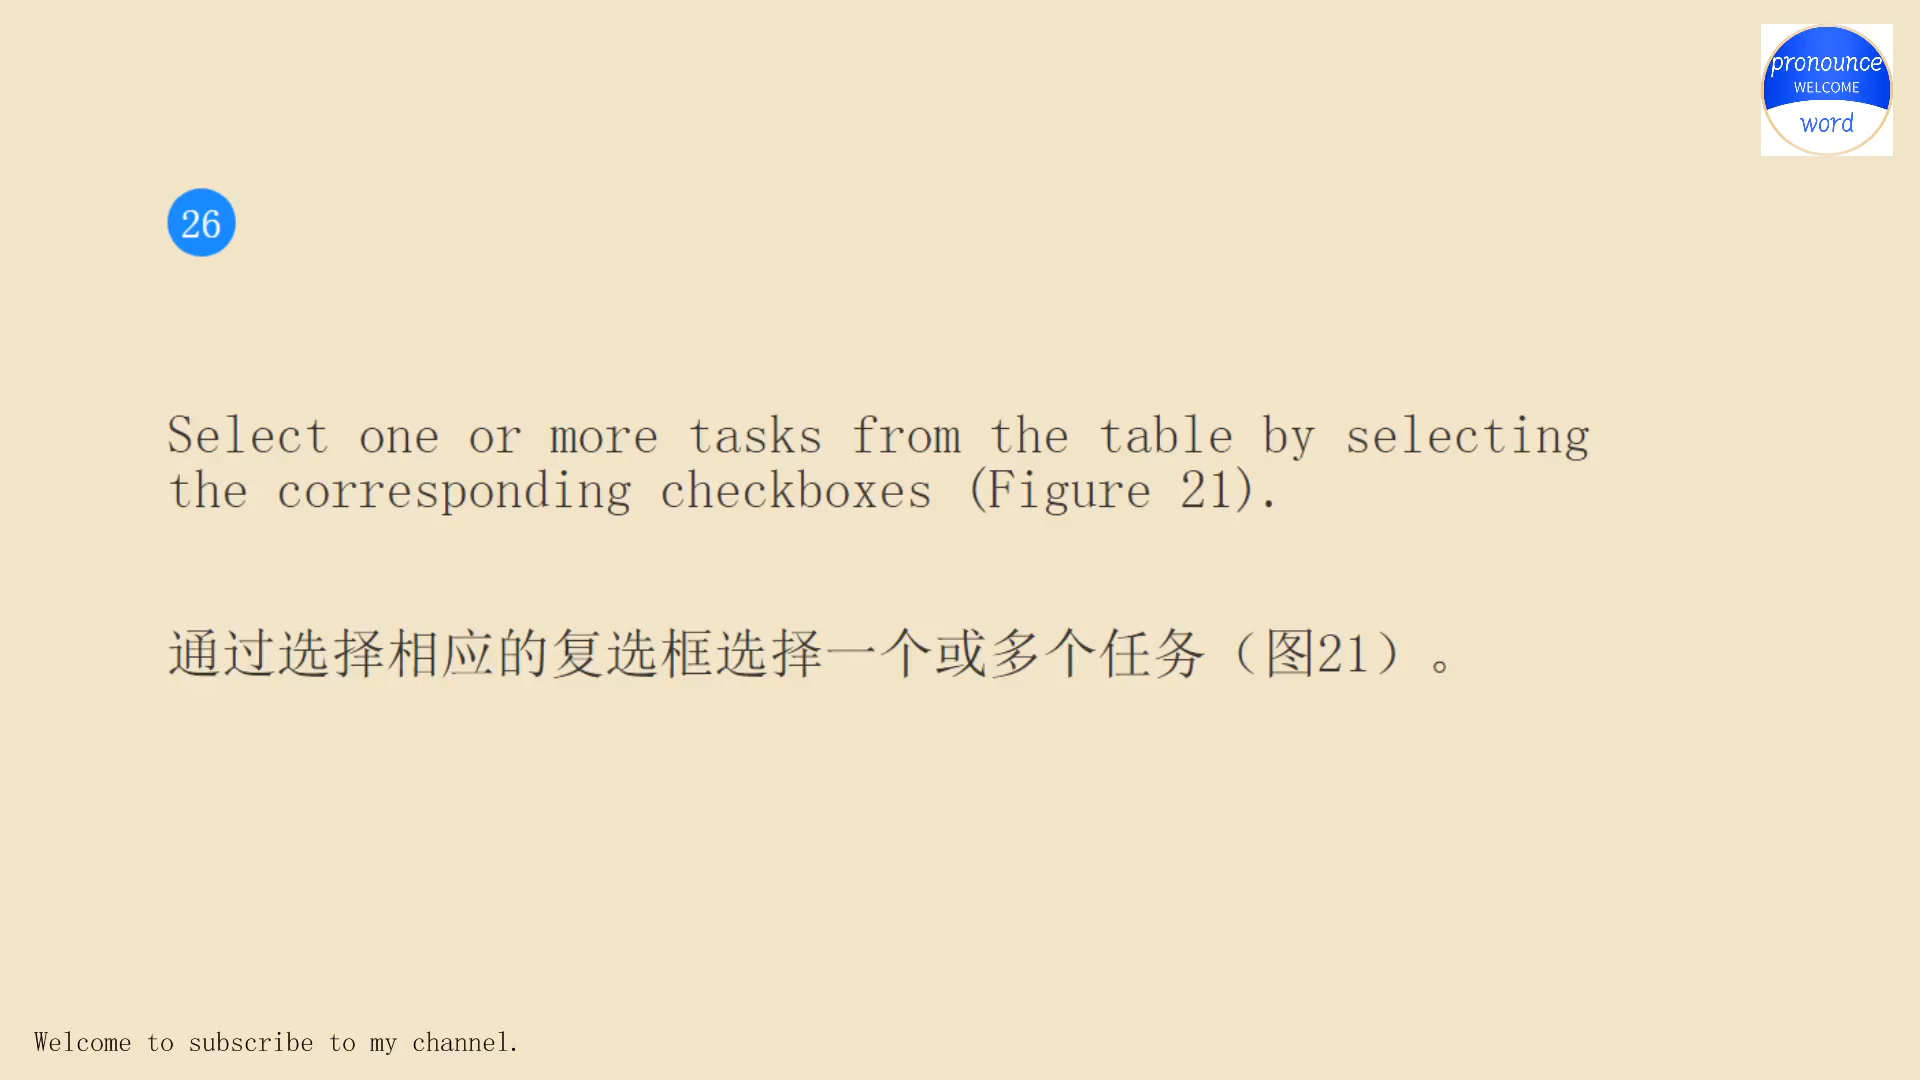 pronounce
WELCOME
word
26
Select one or more tasks from the table by selecting
the corresponding checkboxes (Figure 21).
通过选择相应的复选框选择一个或多个任务（图21）。
Welcome to subscribe to my channel.